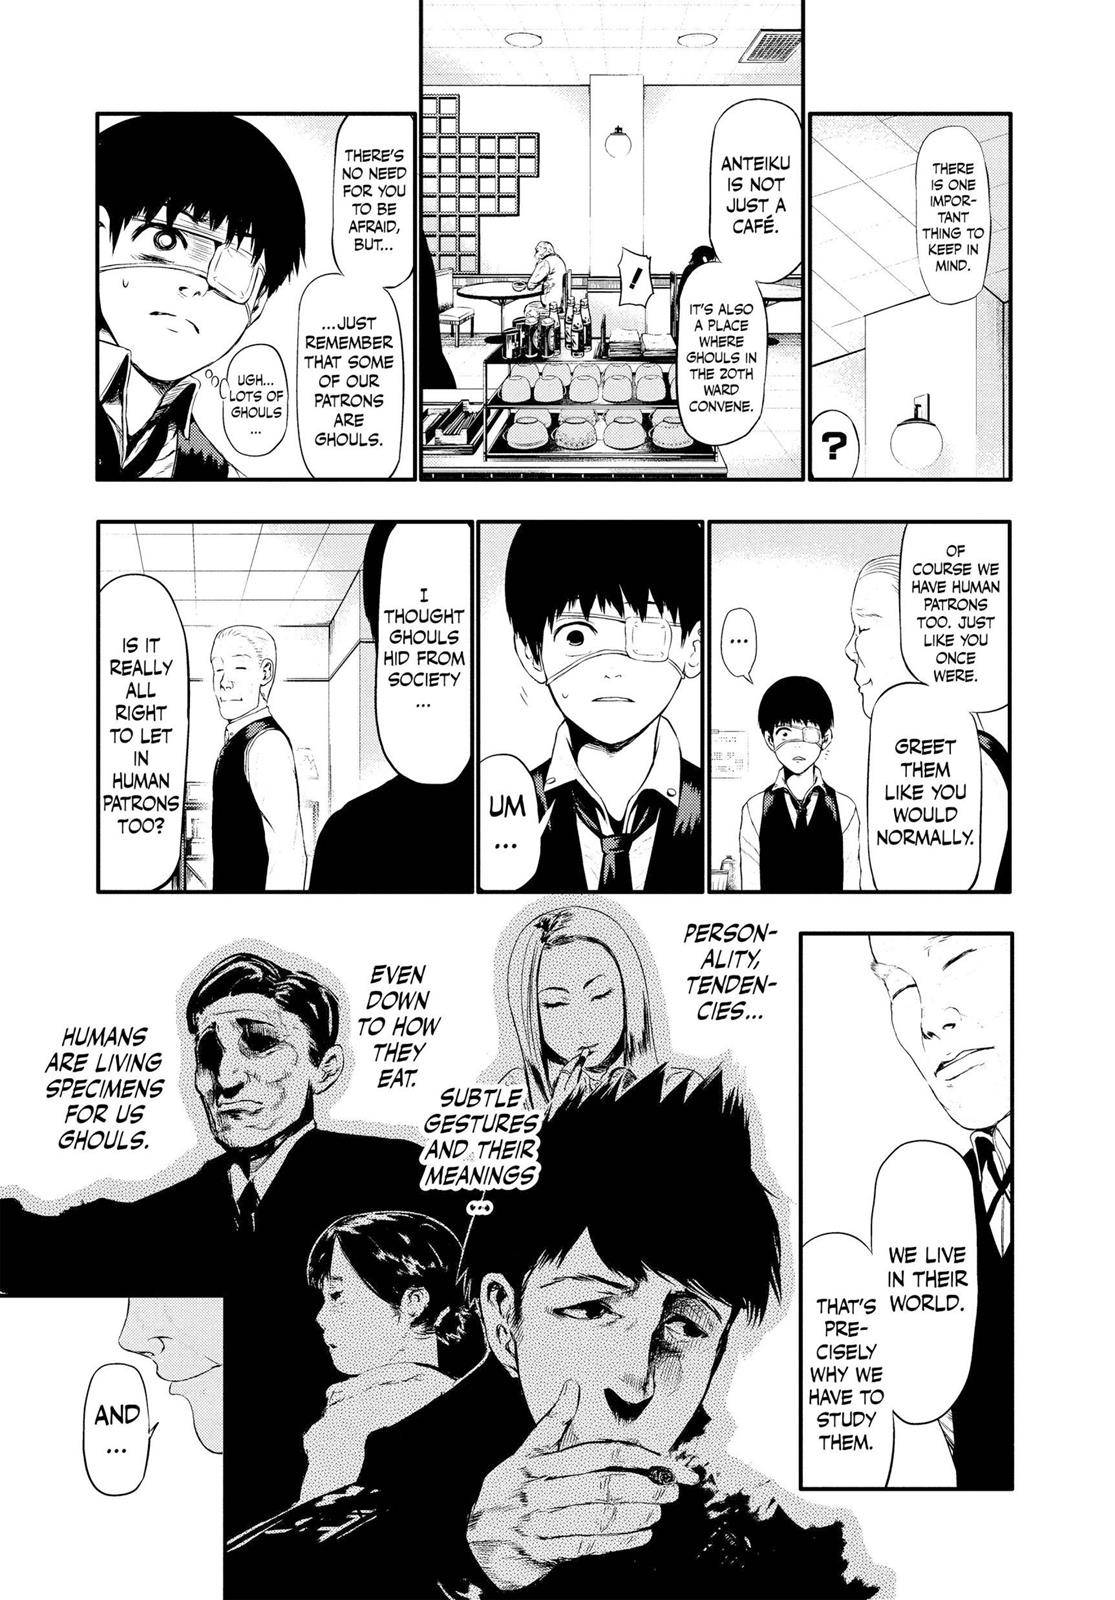 THERE
IS ONE
IMPOR-
TANT
THING TO
KEEP IN
MIND.
?
ANTEIKU
IS NOT
JUST A
CAFÉ.
IT'S ALSO
A PLACE
WHERE
GHOULS IN
THE 20TH
WARD
CONVENE.
!
THERE'S
NO NEED
FOR YOU
TO BE
AFRAID,
BUT...
...JUST
REMEMBER
THAT SOME
OF OUR
PATRONS
ARE
GHOULS.
UGH...
LOTS OF
GHOULS
...
OF
COURSE WE
HAVE HUMAN
PATRONS
TOO. JUST
LIKE YOU
ONCE
WERE.
GREET
THEM
LIKE YOU
WOULD
NORMALLY.
...
UM
...
I
THOUGHT
GHOULS
HID FROM
SOCIETY
...
IS IT
REALLY
ALL
RIGHT
TO LET
IN
HUMAN
PATRONS
TOO?
WE LIVE
IN THEIR
WORLD.
THAT'S
PRE-
CISELY
WHY WE
HAVE TO
STUDY
THEM.
PERSON-
ALITY,
TENDEN-
CIES...
SUBTLE
GESTURES
AND THEIR
MEANINGS
...
EVEN
DOWN
TO HOW
THEY
EAT.
HUMANS
ARE LIVING
SPECIMENS
FOR US
GHOULS.
AND
...